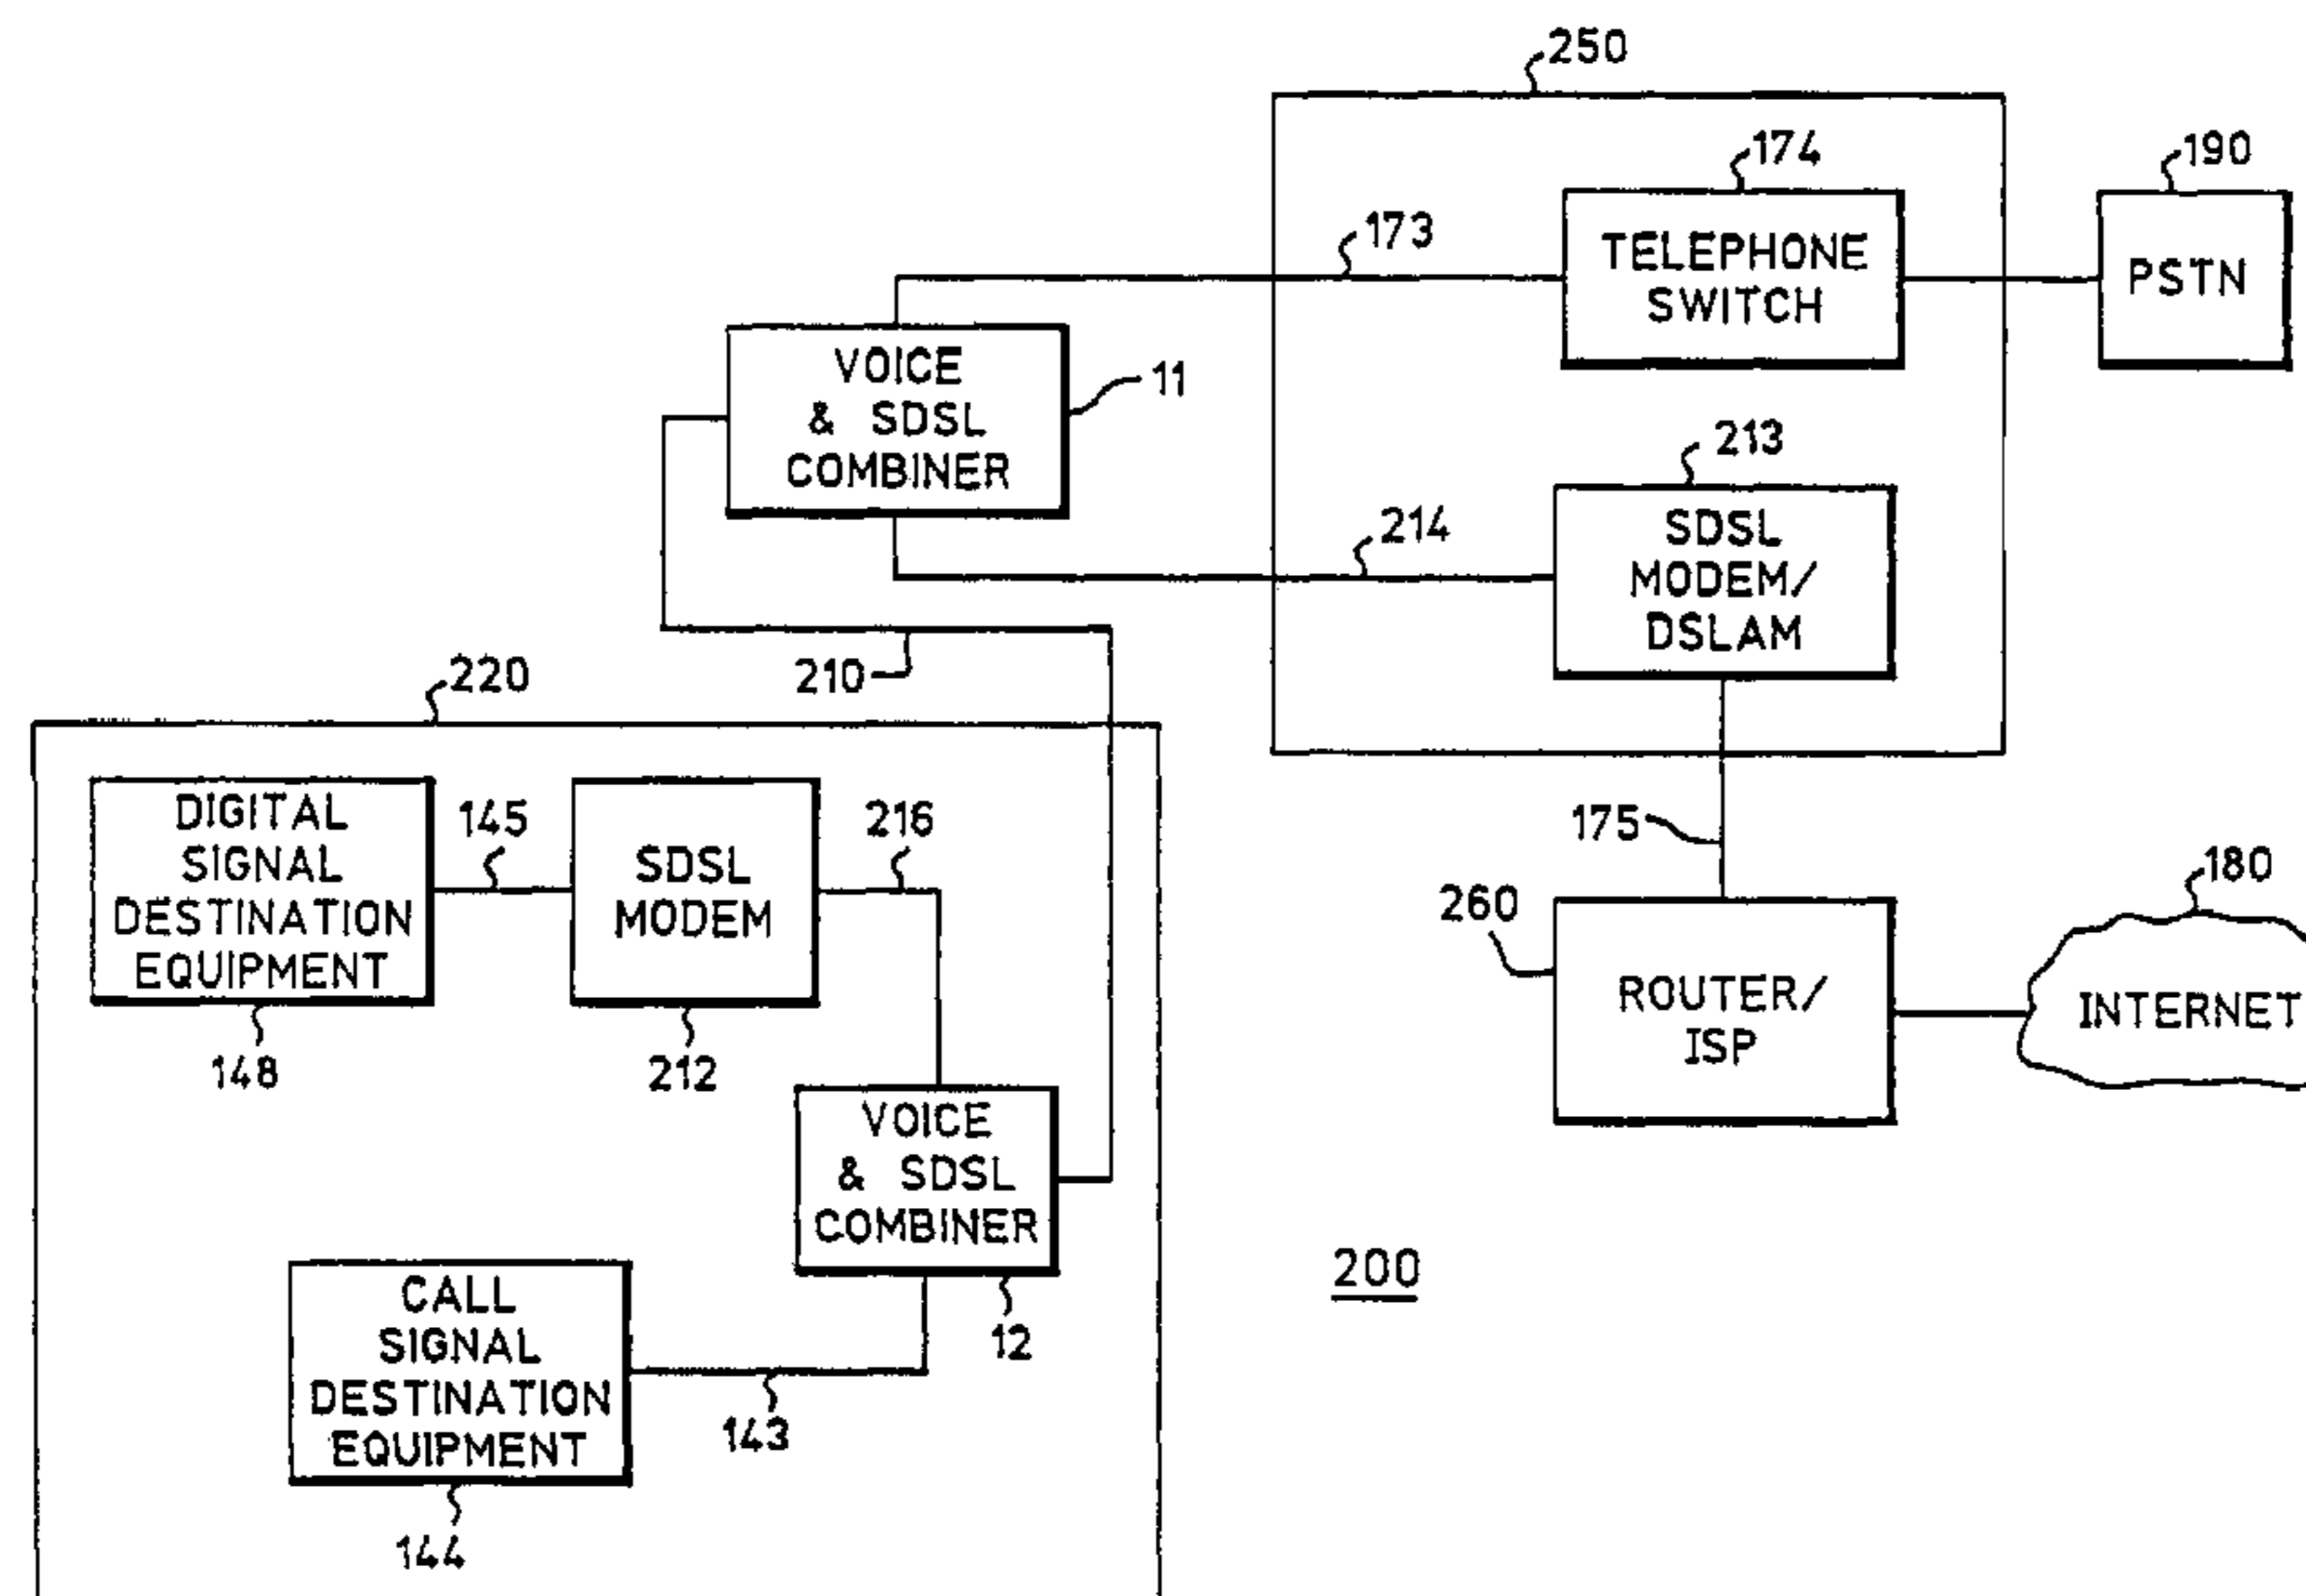 250
174
190
173
TELEPHONE
SWITCH
PSTN
VOICE
& SDSL
COMBINER
11
213
214
SDSL
MODEM/
DSLAM
210
220
DIGITAL
SIGNAL
DESTINATION
EQUIPMENT
145
SDSL
MODEM
216
175
180
260
148
212
ROUTER/
ISP
INTERNET
VOICE
& SDSL
COMBINER
200
CALL
SIGNAL
DESTINATION
EQUIPMENT
12
143
144